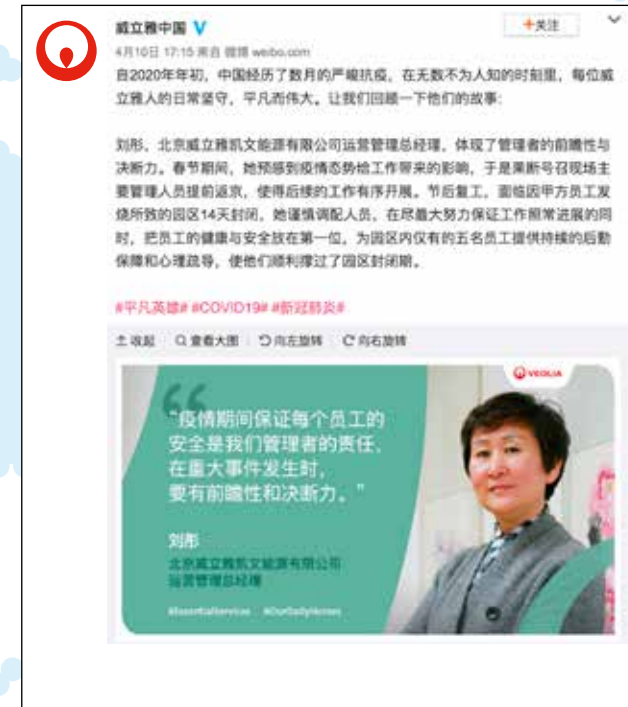 威立雅中国
+关注
4月10日 17:15 来自 微博 weibo.com
自2020年年初，中国经历了数月的严峻抗疫，在无数不为人知的时刻里，每位威
立雅人的日常坚守，平凡而伟大。让我们回顾一下他们的故事：
刘彤，北京威立雅凯文能源有限公司运营管理总经理，体现了管理者的前瞻性与
决断力。春节期间，她预感到疫情态势给工作带来的影响，于是果断号召现场主
要管理人员提前返京，使得后续的工作有序开展。节后复工，面临因甲方员工发
烧所致的园区14天封闭，她谨慎调配人员，在尽最大努力保证工作照常进展的同
时，把员工的健康与安全放在第一位，为园区内仅有的五名员工提供持续的后勤
保障和心理疏导，使他们顺利撑过了园区封闭期。
#平凡英雄# #COVID19# #新冠肺炎#
收起 查看大图 向左旋转 向右旋转
VEOLIA
“疫情期间保证每个员工的
安全是我们管理者的责任，
在重大事件发生时，
要有前瞻性和决断力。”
刘彤
北京威立雅凯文能源有限公司
运营管理总经理
#EssentialServices #OurDailyHeroes